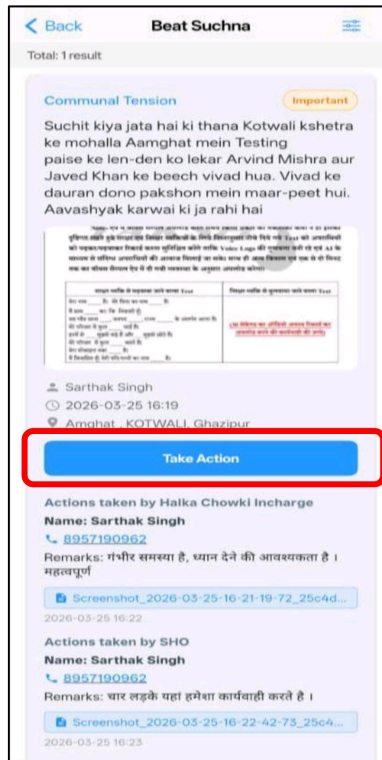 Back
Beat Suchna
Total: 1 result
Communal Tension
Important
Suchit kiya jata hai ki thana Kotwali kshetra
ke mohalla Aamghat mein Testing
paise ke len-den ko lekar Arvind Mishra aur
Javed Khan ke beech vivad hua. Vivad ke
dauran dono pakshon mein maar-peet hui.
Aavashyak karwai ki ja rahi hai
Sarthak Singh
2026-03-25 16:19
Amghat , KOTWALI, Ghazipur
Take Action
Actions taken by Halka Chowki Incharge
Name: Sarthak Singh
8957190962
Remarks: गंभीर समस्या है, ध्यान देने की आवश्यकता है ।
महत्वपूर्ण
Screenshot_2026-03-25-16-21-19-72_25c4d...
2026-03-25 16:22
Actions taken by SHO
Name: Sarthak Singh
8957190962
Remarks: चार लड़के यहां हमेशा कार्यवाही करते है ।
Screenshot_2026-03-25-16-22-42-73_25c4...
2026-03-25 16:23